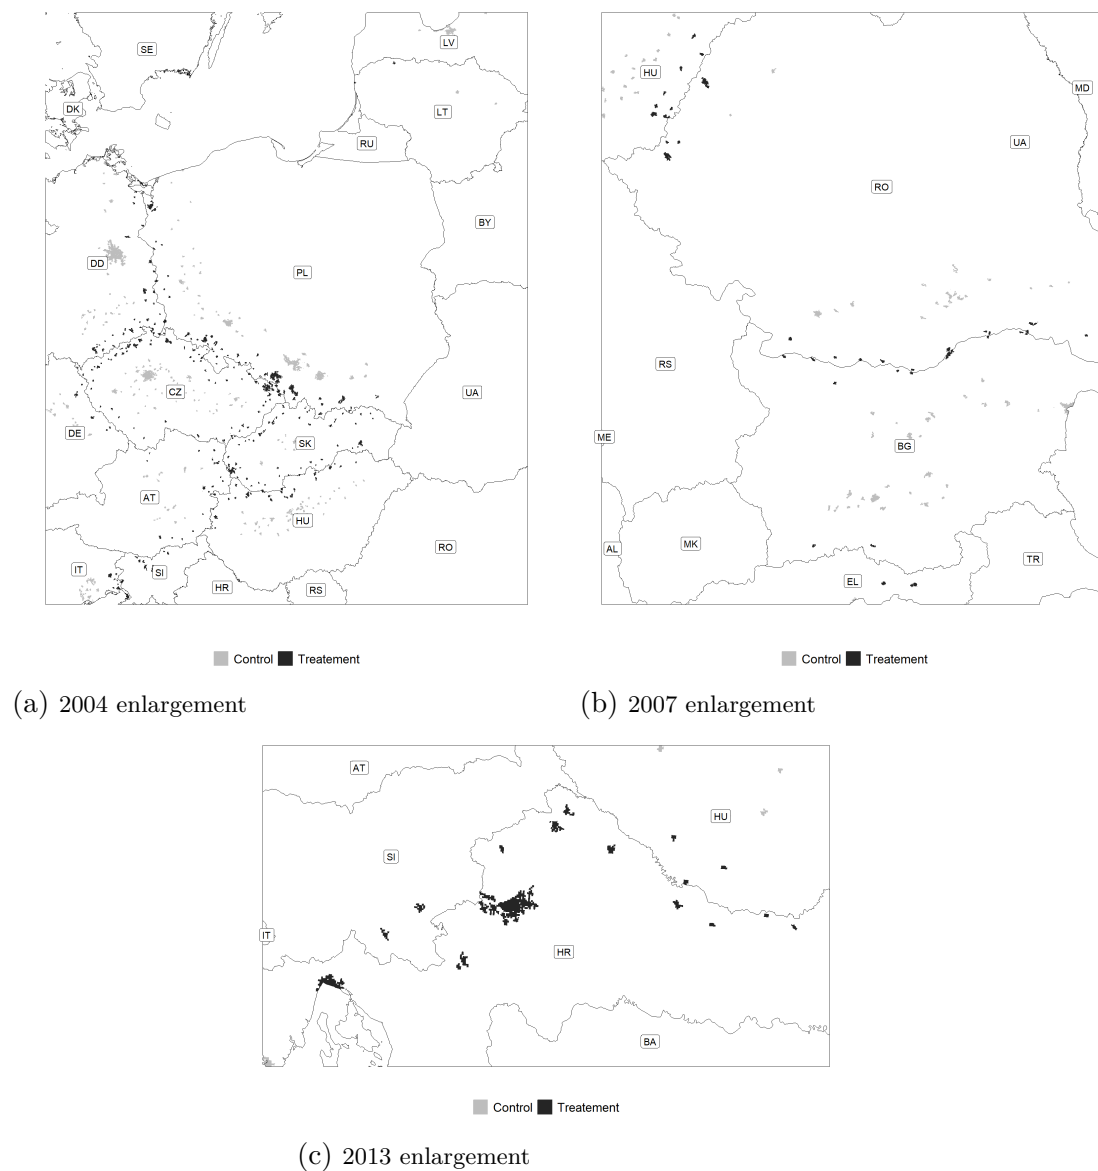 SE
LV
DK
LT
RU
BY
DD
PL
CZ
UA
DE
SK
AT
HU
RO
IT
SI
HR
RS
Control Treatement
(a) 2004 enlargement
HU
MD
UA
RO
RS
ME
BG
AL
MK
TR
EL
Control Treatement
(b) 2007 enlargement
AT
HU
SI
IT
HR
BA
Control Treatement
(c) 2013 enlargement